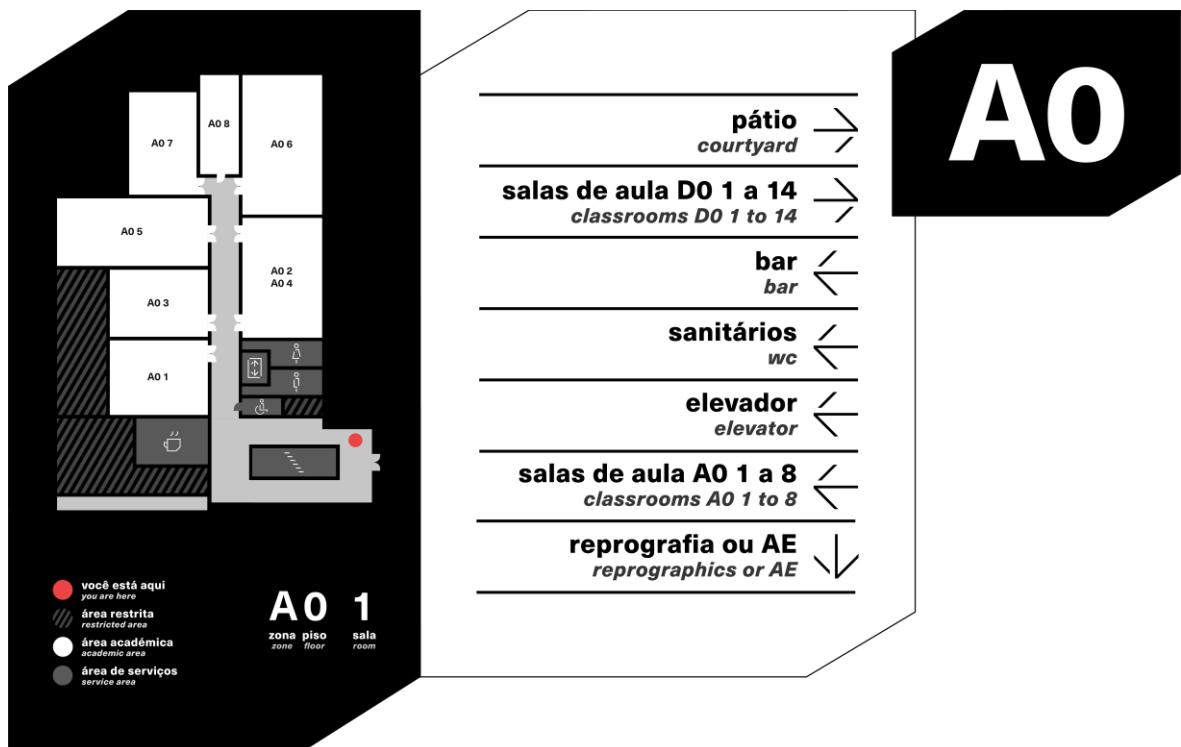 A0 8
A0 7
A0 6
A0 5
A0 2
A0 4
A0 3
A0 1
você está aqui
you are here
área restrita
restricted area
área académica
academic area
área de serviços
service area
A 0 1
zona piso sala
zone floor room
pátio
courtyard
salas de aula D0 1 a 14
classrooms D0 1 to 14
bar
bar
sanitários
wc
elevador
elevator
salas de aula A0 1 a 8
classrooms A0 1 to 8
reprografia ou AE
reprographics or AE
A0